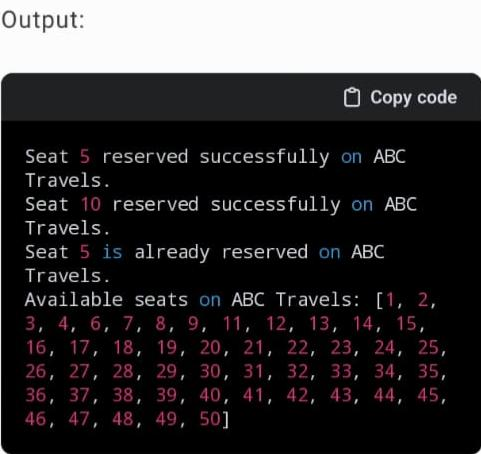 Output:
Copy code
Seat 5 reserved successfully on ABC
Travels.
Seat 10 reserved successfully on ABC
Travels.
Seat 5 is already reserved on ABC
Travels.
Available seats on ABC Travels: [1, 2,
3, 4, 6, 7, 8, 9, 11, 12, 13, 14, 15,
16, 17, 18, 19, 20, 21, 22, 23, 24, 25,
26, 27, 28, 29, 30, 31, 32, 33, 34, 35,
36, 37, 38, 39, 40, 41, 42, 43, 44, 45,
46, 47, 48, 49, 50]